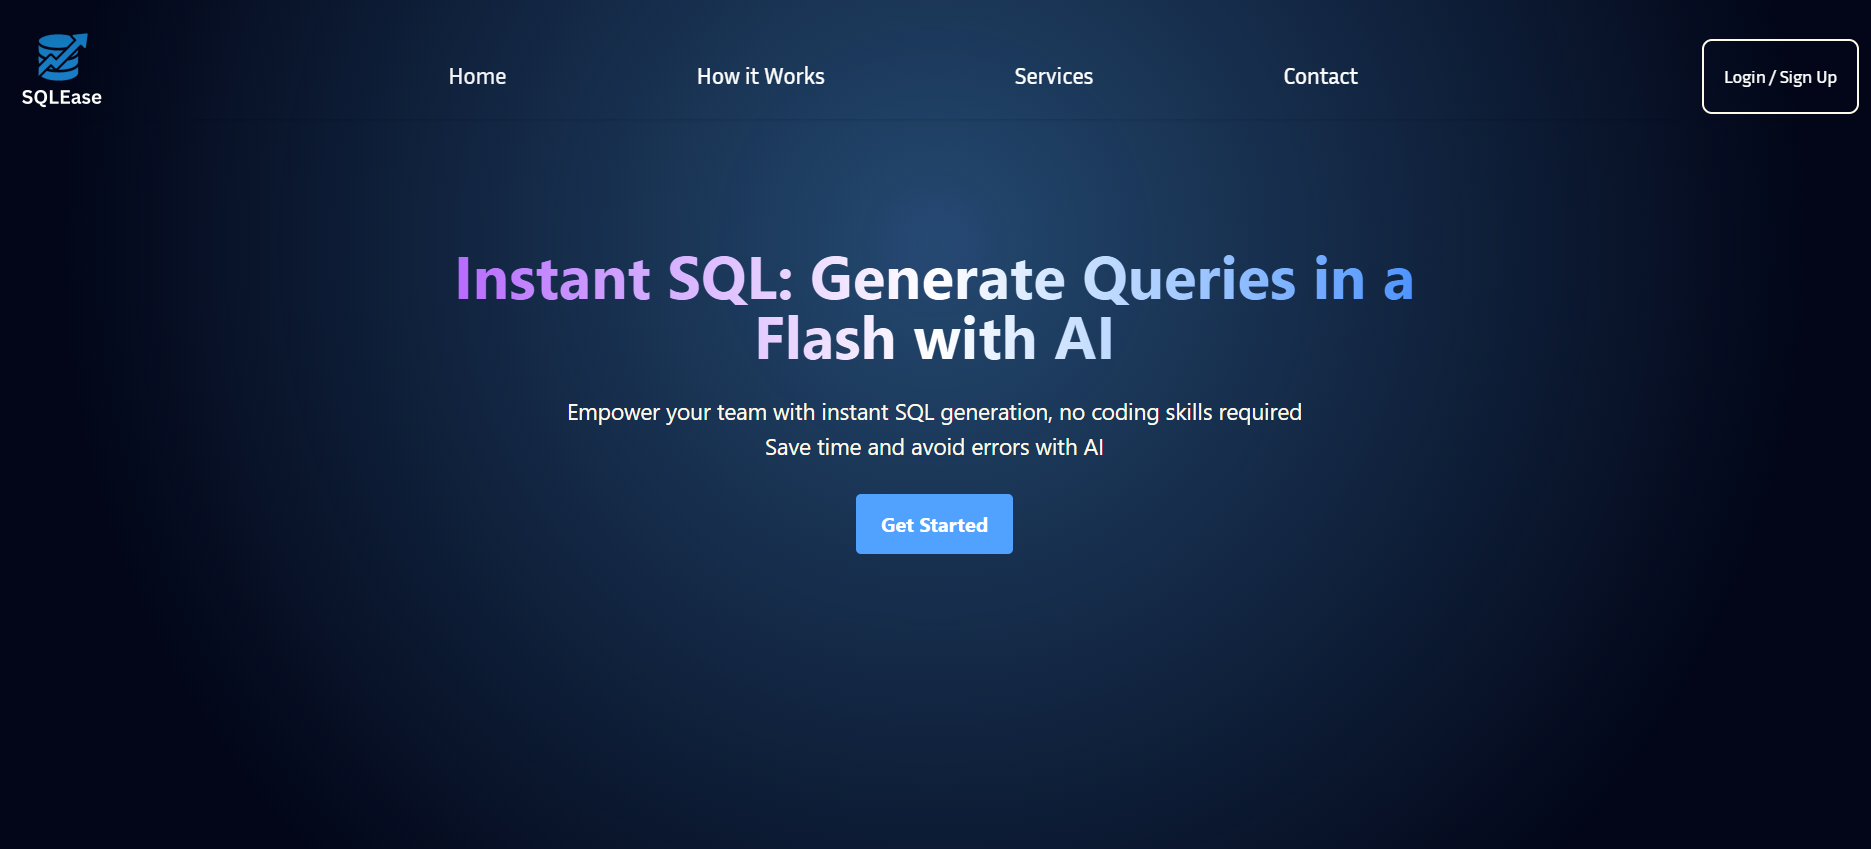 SQLEase
Home
How it Works
Services
Contact
Login / Sign Up
Instant SQL: Generate Queries in a
Flash with AI
Empower your team with instant SQL generation, no coding skills required
Save time and avoid errors with AI
Get Started